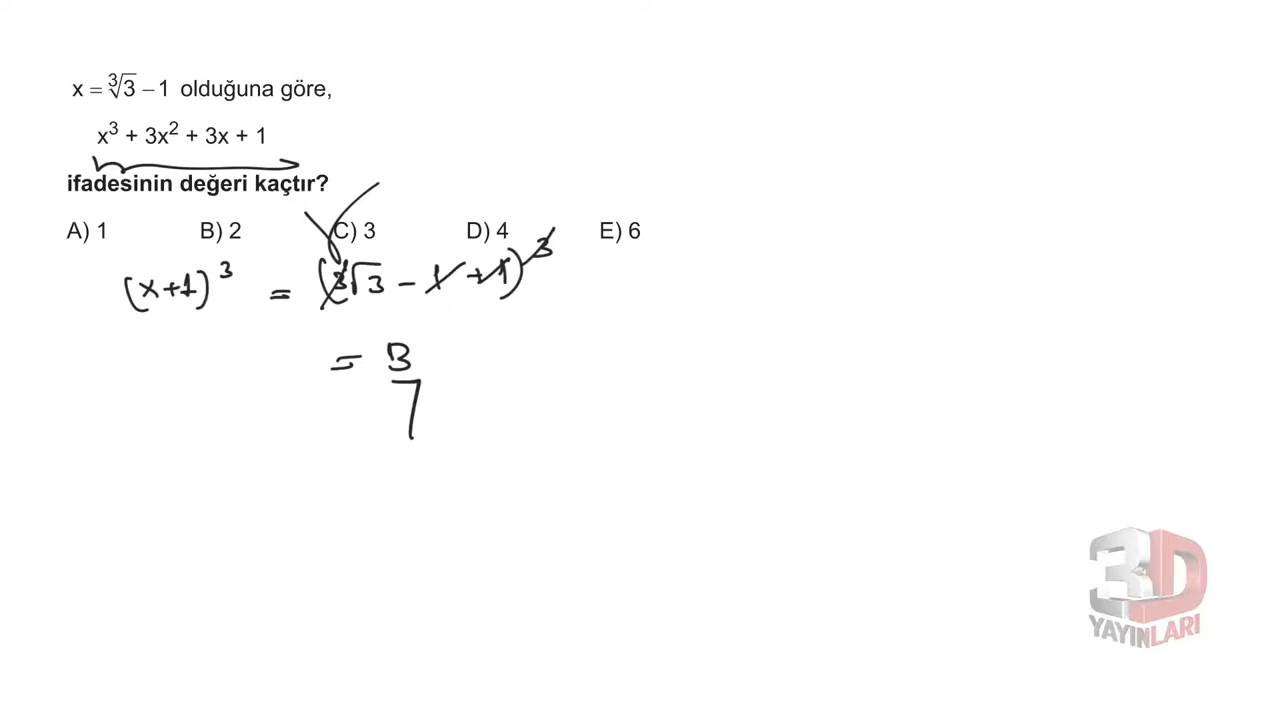 x = ∛3 − 1 olduğuna göre,
x³ + 3x² + 3x + 1
ifadesinin değeri kaçtır?
A) 1 B) 2 C) 3 D) 4 E) 6
(x+1)³ = (∛3 − 1 + 1)³
= 3
3D
YAYINLARI